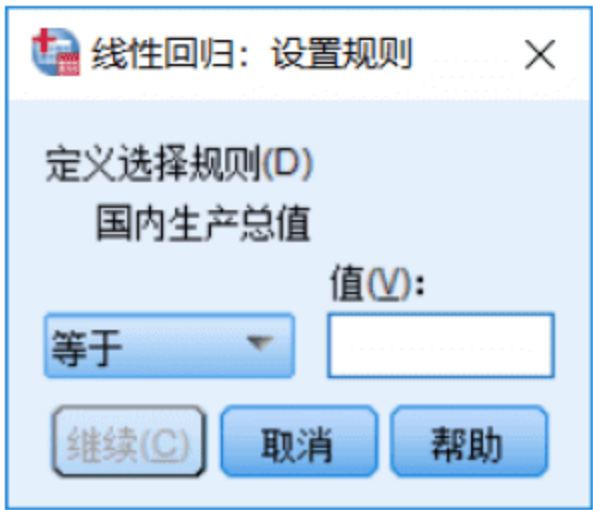 线性回归：设置规则
定义选择规则(D)
国内生产总值
值(V)：
等于
继续(C) 取消 帮助